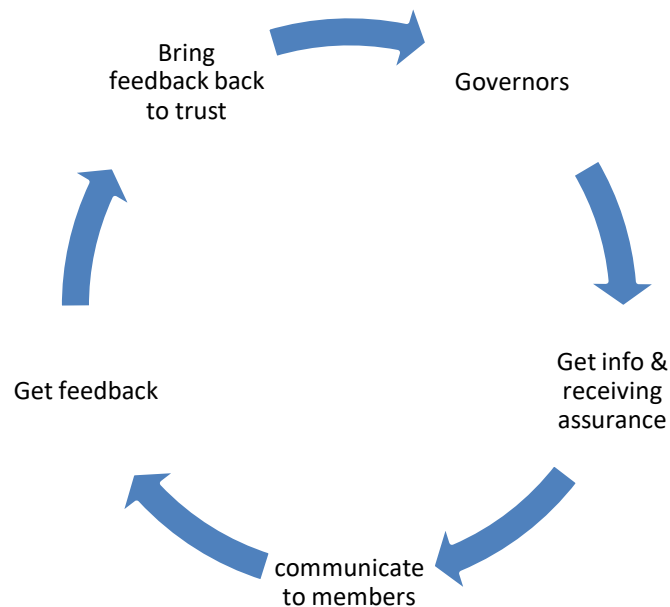 Bring
feedback back
to trust
Governors
Get info &
receiving
assurance
communicate
to members
Get feedback